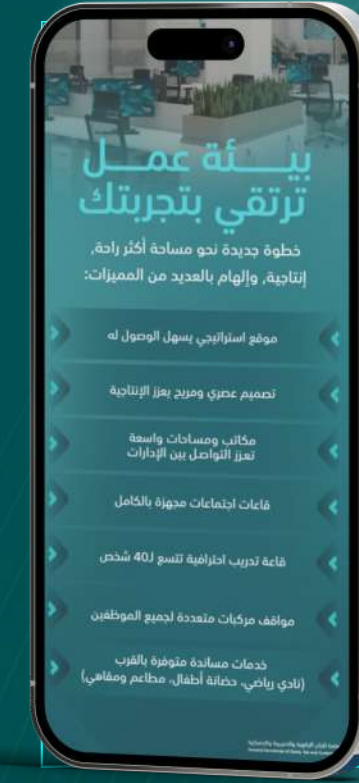 بيـــئة عمـــل
ترتقي بتجربتك
خطوة جديدة نحو مساحة أكثر راحة,
إنتاجية, وإلهام بالعديد من المميزات:
موقع استراتيجي يسهل الوصول له
تصميم عصري ومريح يعزز الإنتاجية
مكاتب ومساحات واسعة
تعزز التواصل بين الإدارات
قاعات اجتماعات مجهزة بالكامل
قاعة تدريب احترافية تتسع لـ40 شخص
مواقف مركبات متعددة لجميع الموظفين
خدمات مساندة متوفرة بالقرب
(نادي رياضي, حضانة أطفال, مطاعم ومقاهي)